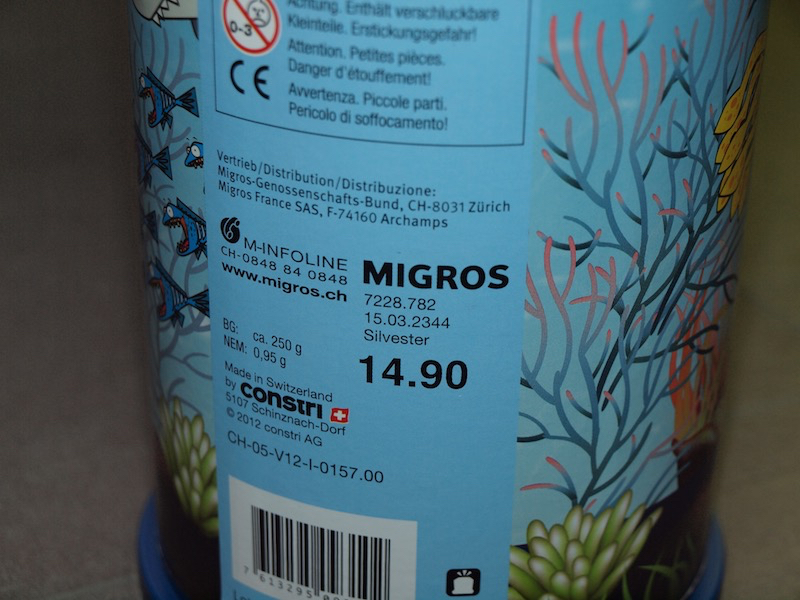 0-3
Achtung. Enthält verschluckbare
Kleinteile. Erstickungsgefahr!
Attention. Petites pièces.
Danger d'étouffement!
Avvertenza. Piccole parti.
Pericolo di soffocamento!
CE
Vertrieb/Distribution/Distribuzione:
Migros-Genossenschafts-Bund, CH-8031 Zürich
Migros France SAS, F-74160 Archamps
M-INFOLINE
CH-0848 84 0848
www.migros.ch
MIGROS
7228.782
15.03.2344
Silvester
14.90
BG: ca. 250 g
NEM: 0,95 g
Made in Switzerland
by constri
5107 Schinznach-Dorf
© 2012 constri AG
CH-05-V12-I-0157.00
7 613295